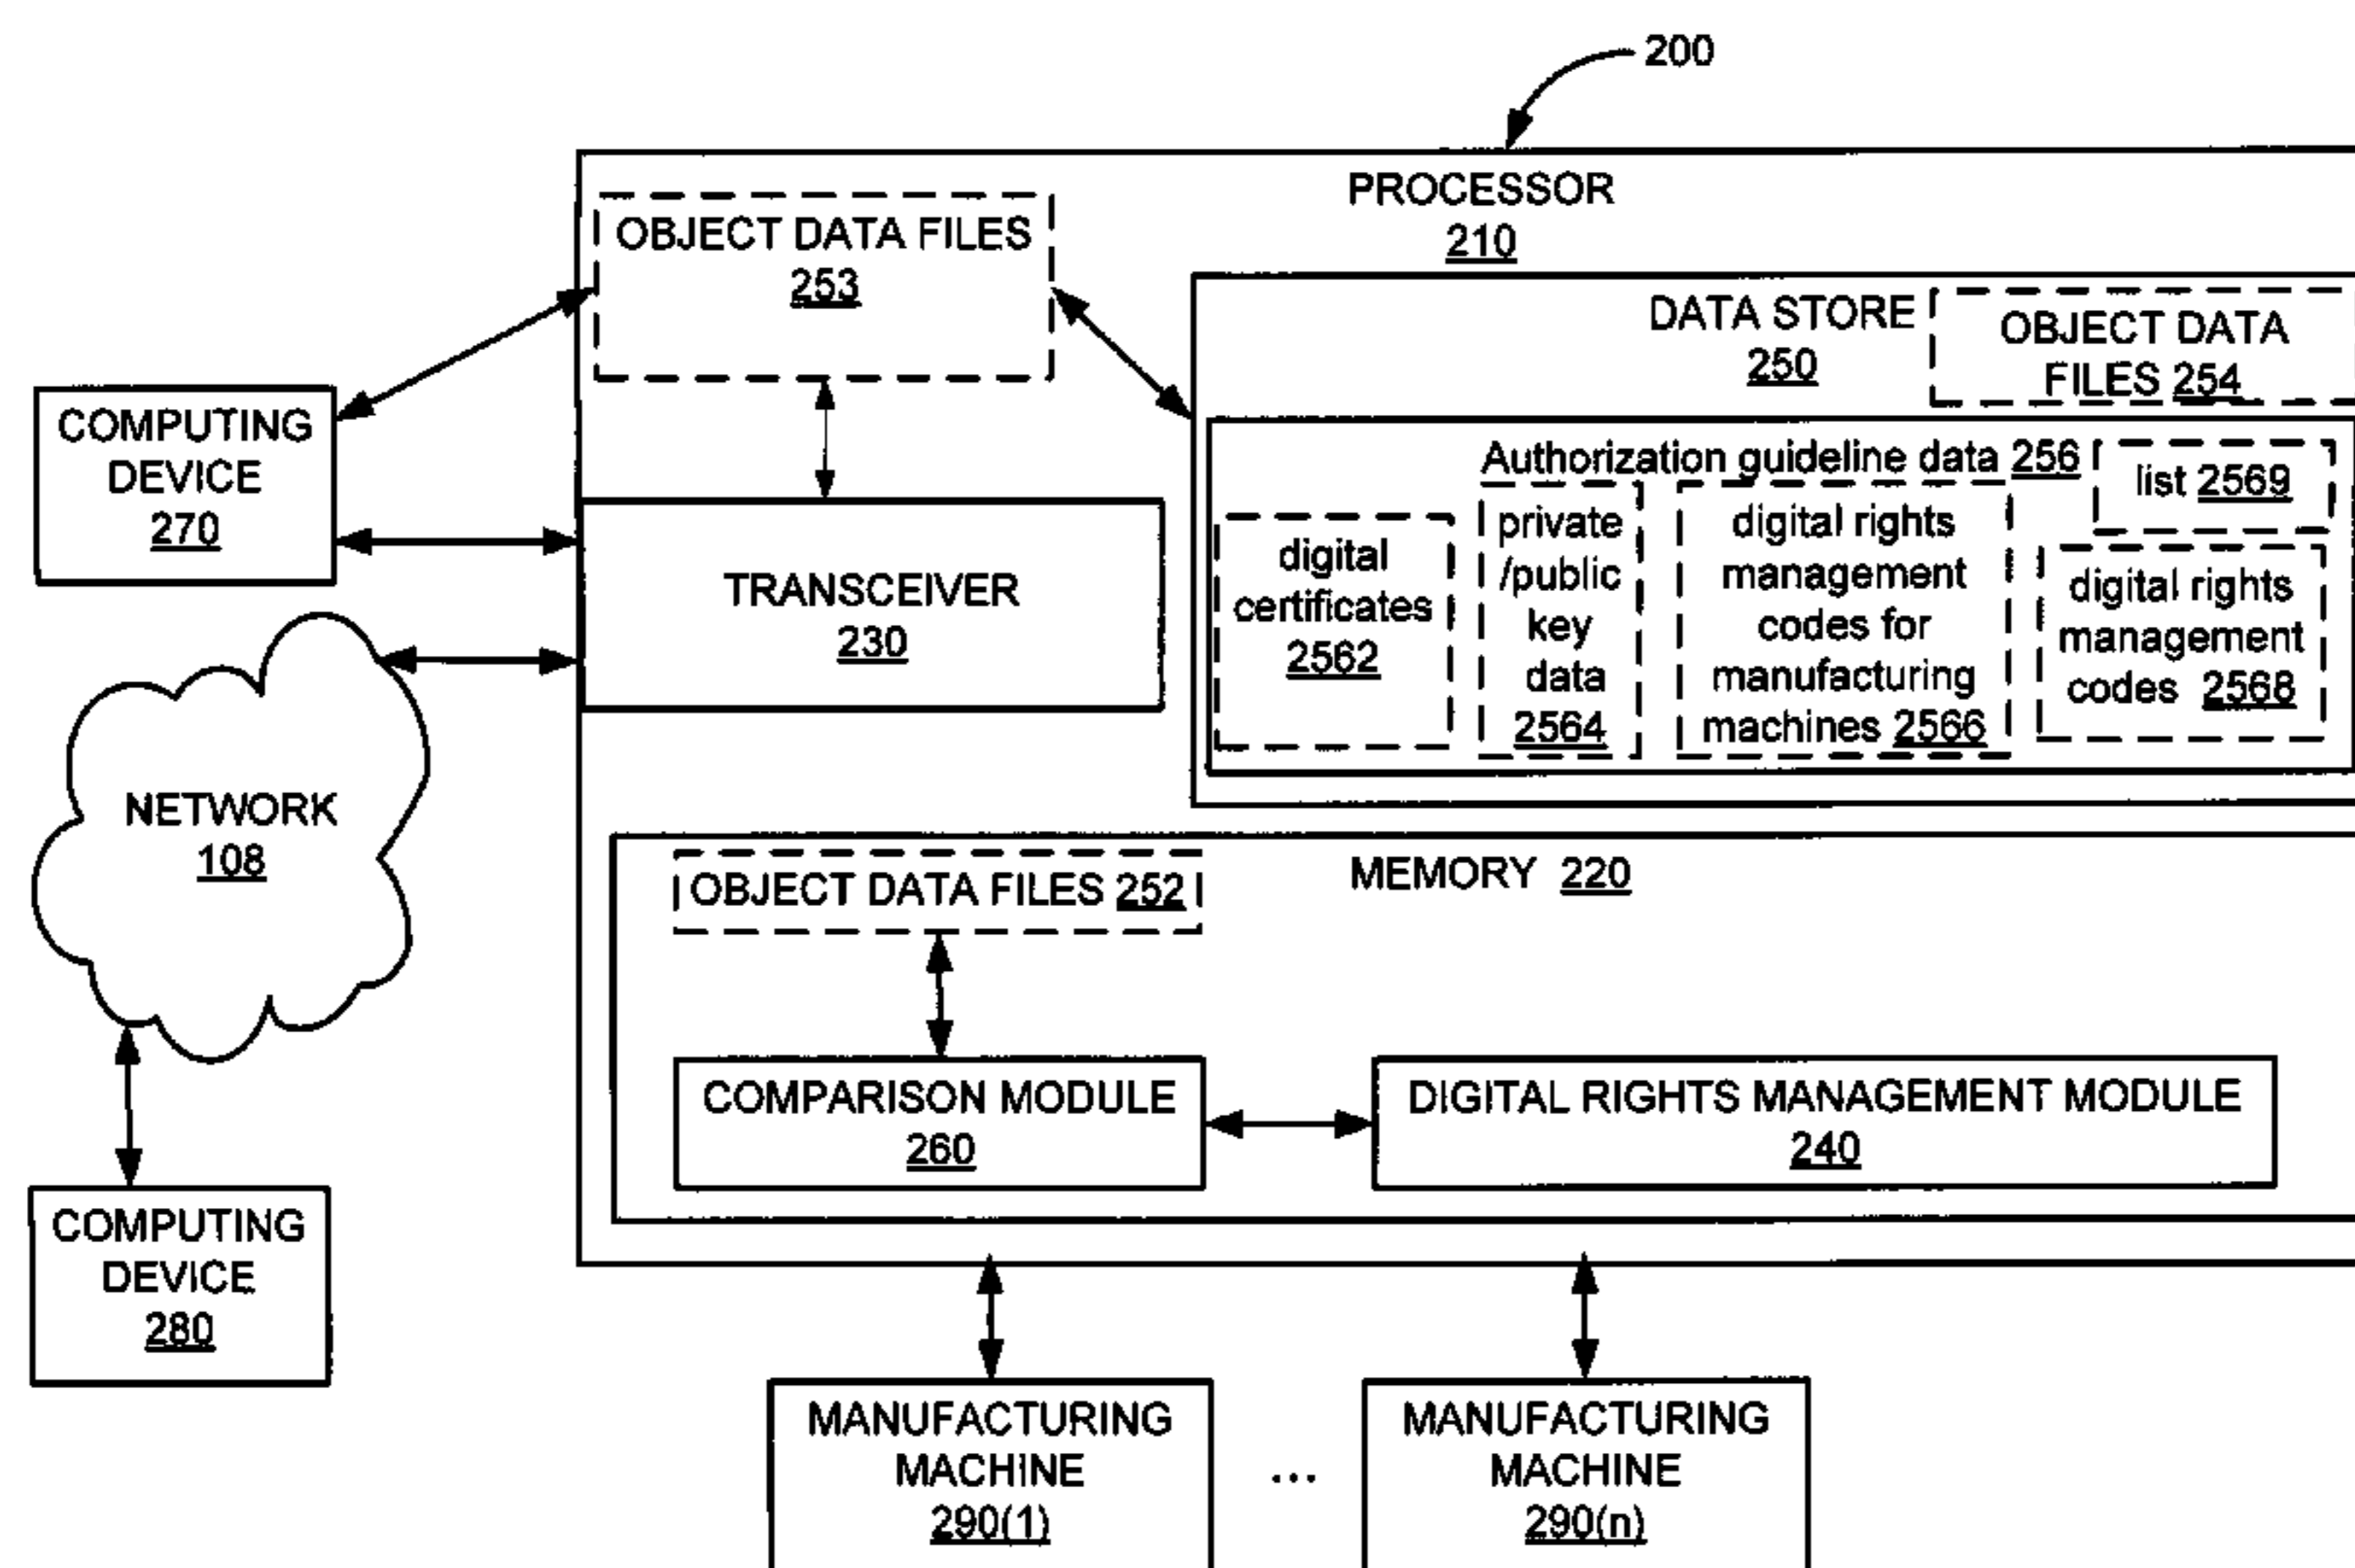 200
PROCESSOR
210
OBJECT DATA FILES
253
DATA STORE
250
OBJECT DATA
FILES 254
COMPUTING
DEVICE
270
Authorization guideline data 256
list 2569
digital
certificates
2562
private
/public
key
data
2564
digital rights
management
codes for
manufacturing
machines 2566
digital rights
management
codes 2568
TRANSCEIVER
230
NETWORK
108
MEMORY 220
OBJECT DATA FILES 252
COMPARISON MODULE
260
DIGITAL RIGHTS MANAGEMENT MODULE
240
COMPUTING
DEVICE
280
MANUFACTURING
MACHINE
290(1)
...
MANUFACTURING
MACHINE
290(n)